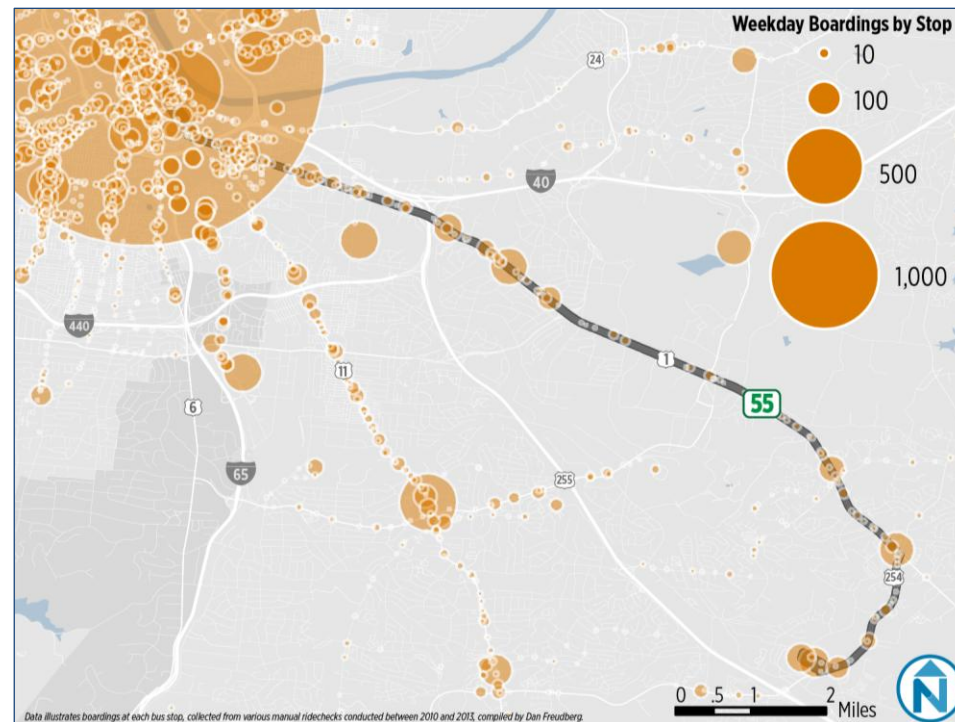 Weekday Boardings by Stop
10
100
500
1,000
24
40
440
11
1
6
55
65
255
254
0 .5 1 2
Miles
N
Data illustrates boardings at each bus stop, collected from various manual ridechecks conducted between 2010 and 2013, compiled by Dan Freudberg.